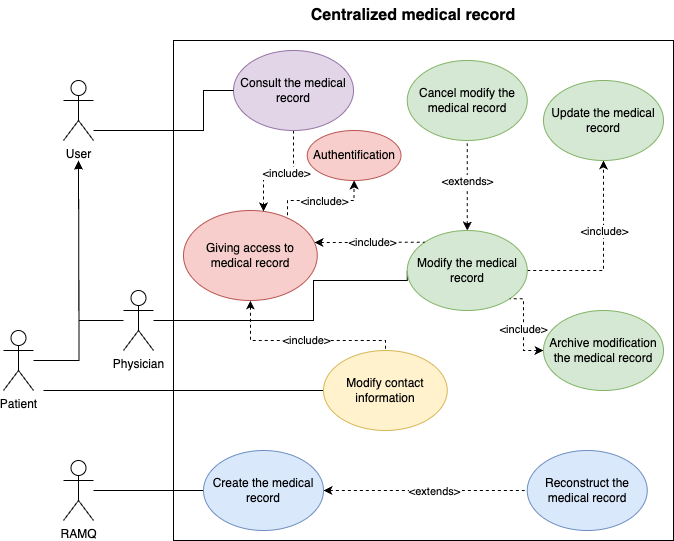 Centralized medical record
Consult the medical
record
Cancel modify the
medical record
Update the medical
record
User
Authentification
<include>
<include>
<extends>
<include>
Giving access to
medical record
<include>
Modify the medical
record
Physician
<include>
<include>
Archive modification
the medical record
Patient
Modify contact
information
Create the medical
record
<extends>
Reconstruct the
medical record
RAMQ